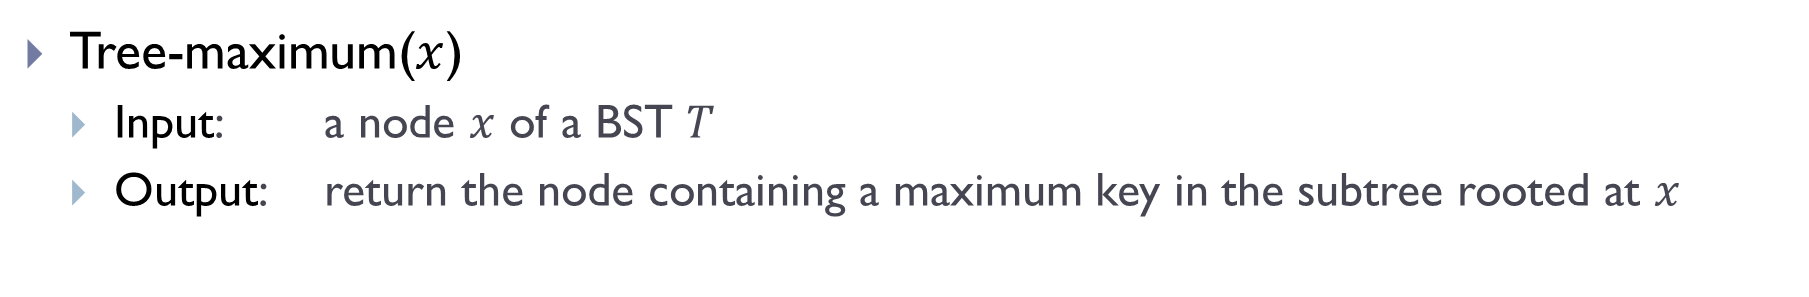 Tree-maximum(x)
Input: a node x of a BST T
Output: return the node containing a maximum key in the subtree rooted at x